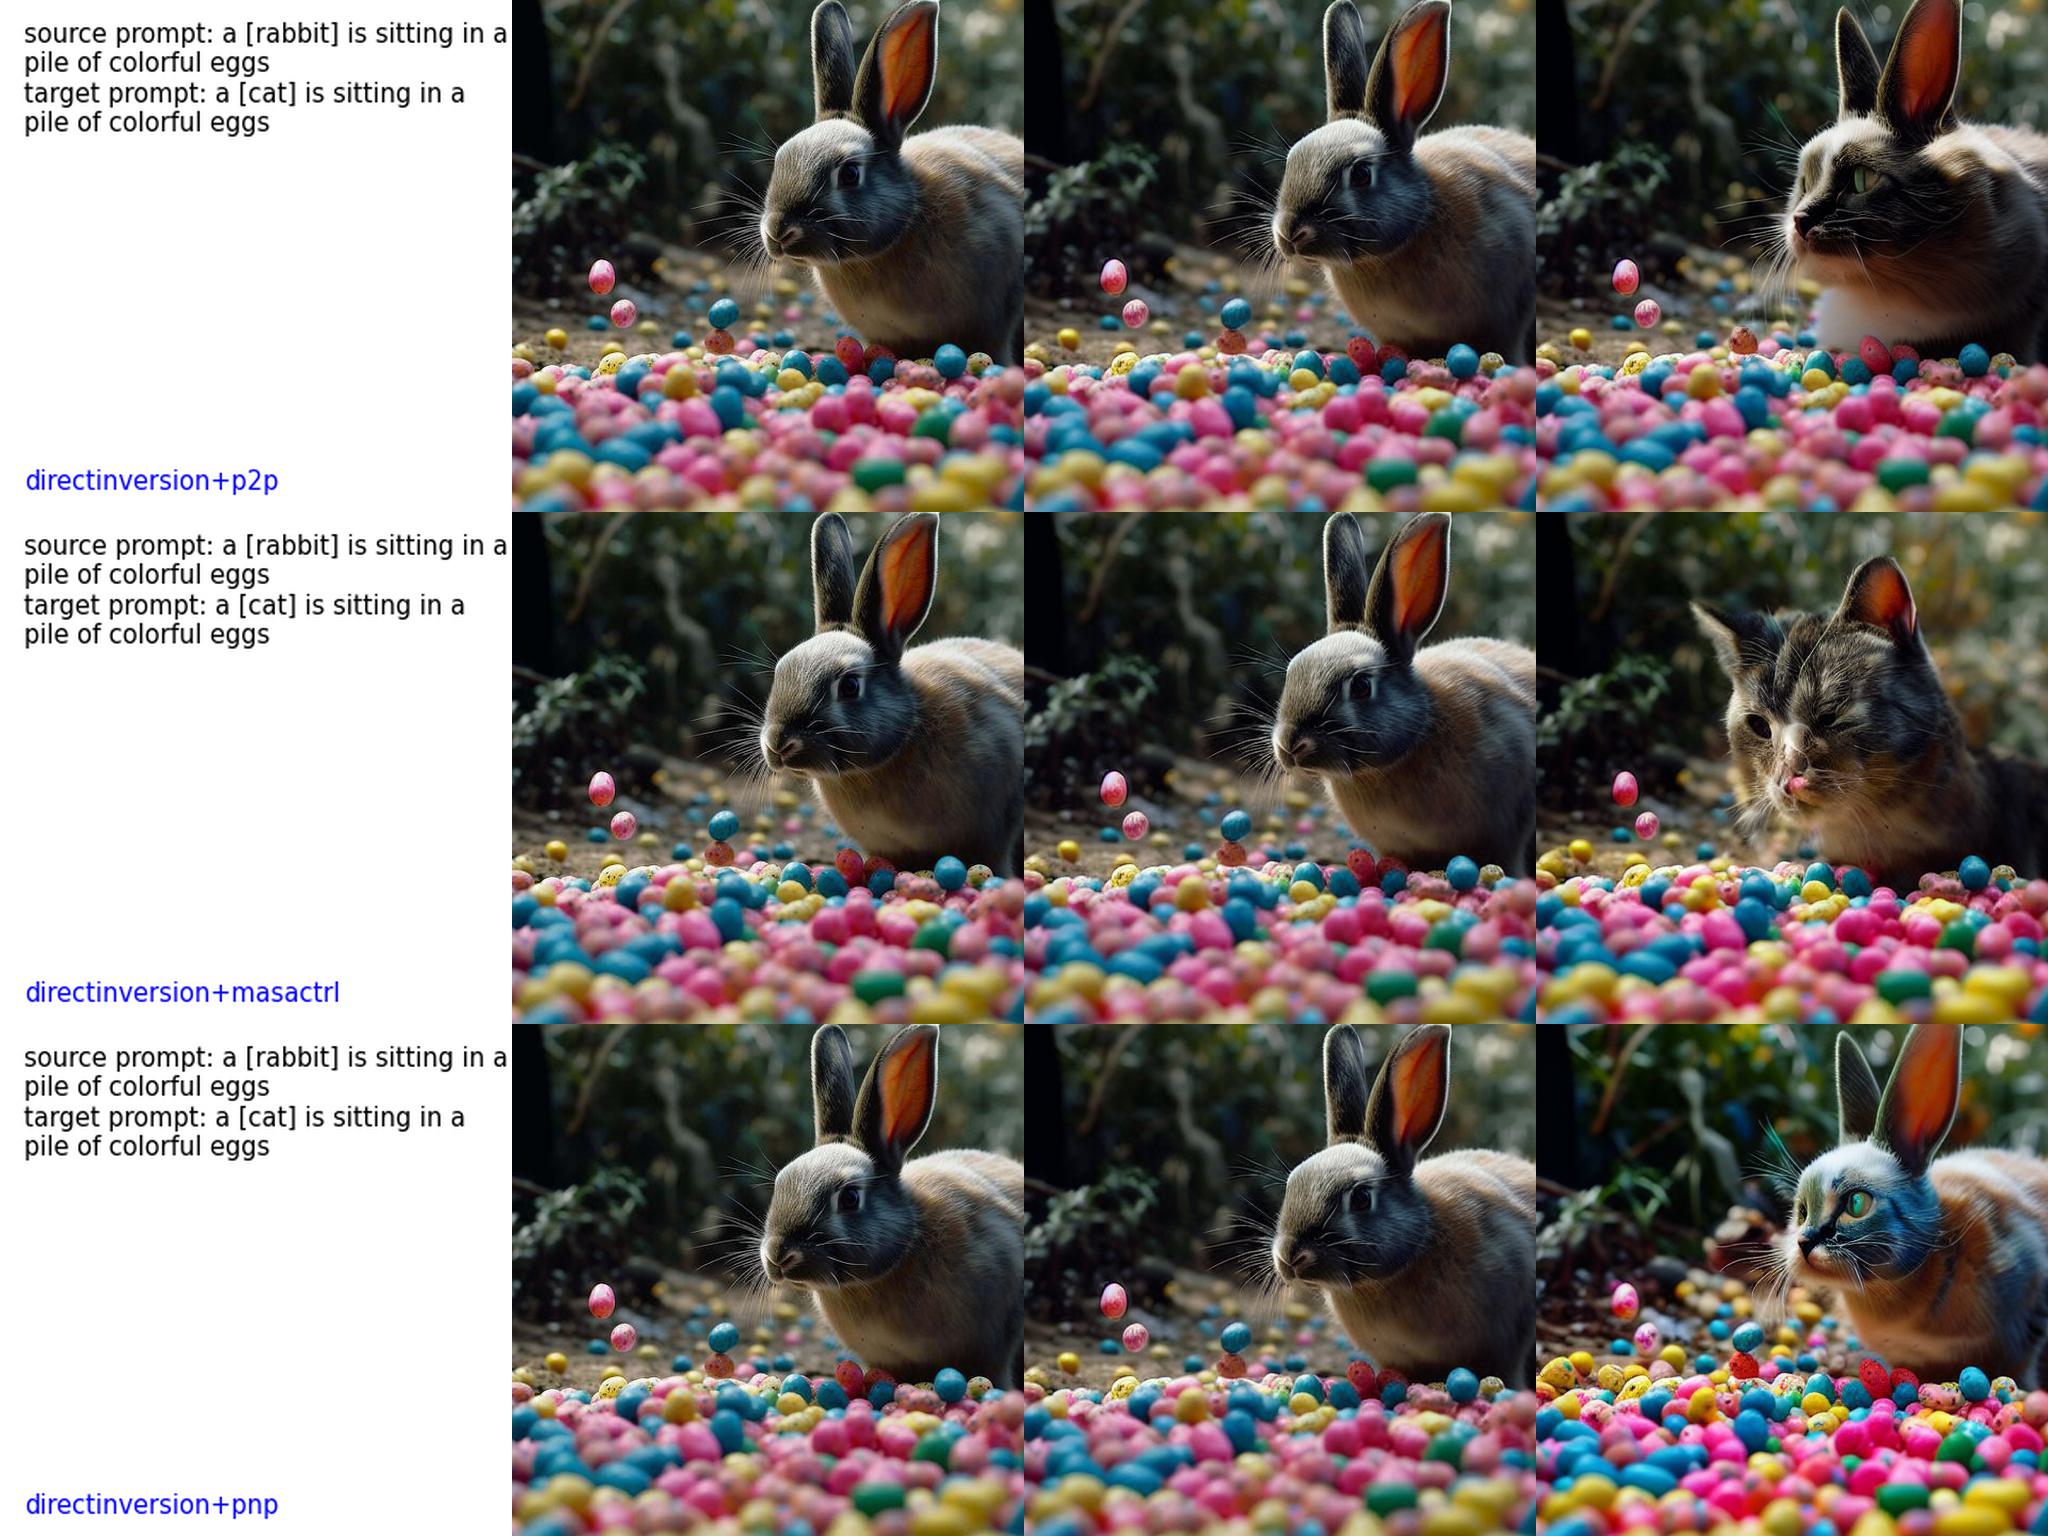 source prompt: a [rabbit] is sitting in a
pile of colorful eggs
target prompt: a [cat] is sitting in a
pile of colorful eggs
directinversion+p2p
source prompt: a [rabbit] is sitting in a
pile of colorful eggs
target prompt: a [cat] is sitting in a
pile of colorful eggs
directinversion+masactrl
source prompt: a [rabbit] is sitting in a
pile of colorful eggs
target prompt: a [cat] is sitting in a
pile of colorful eggs
directinversion+pnp